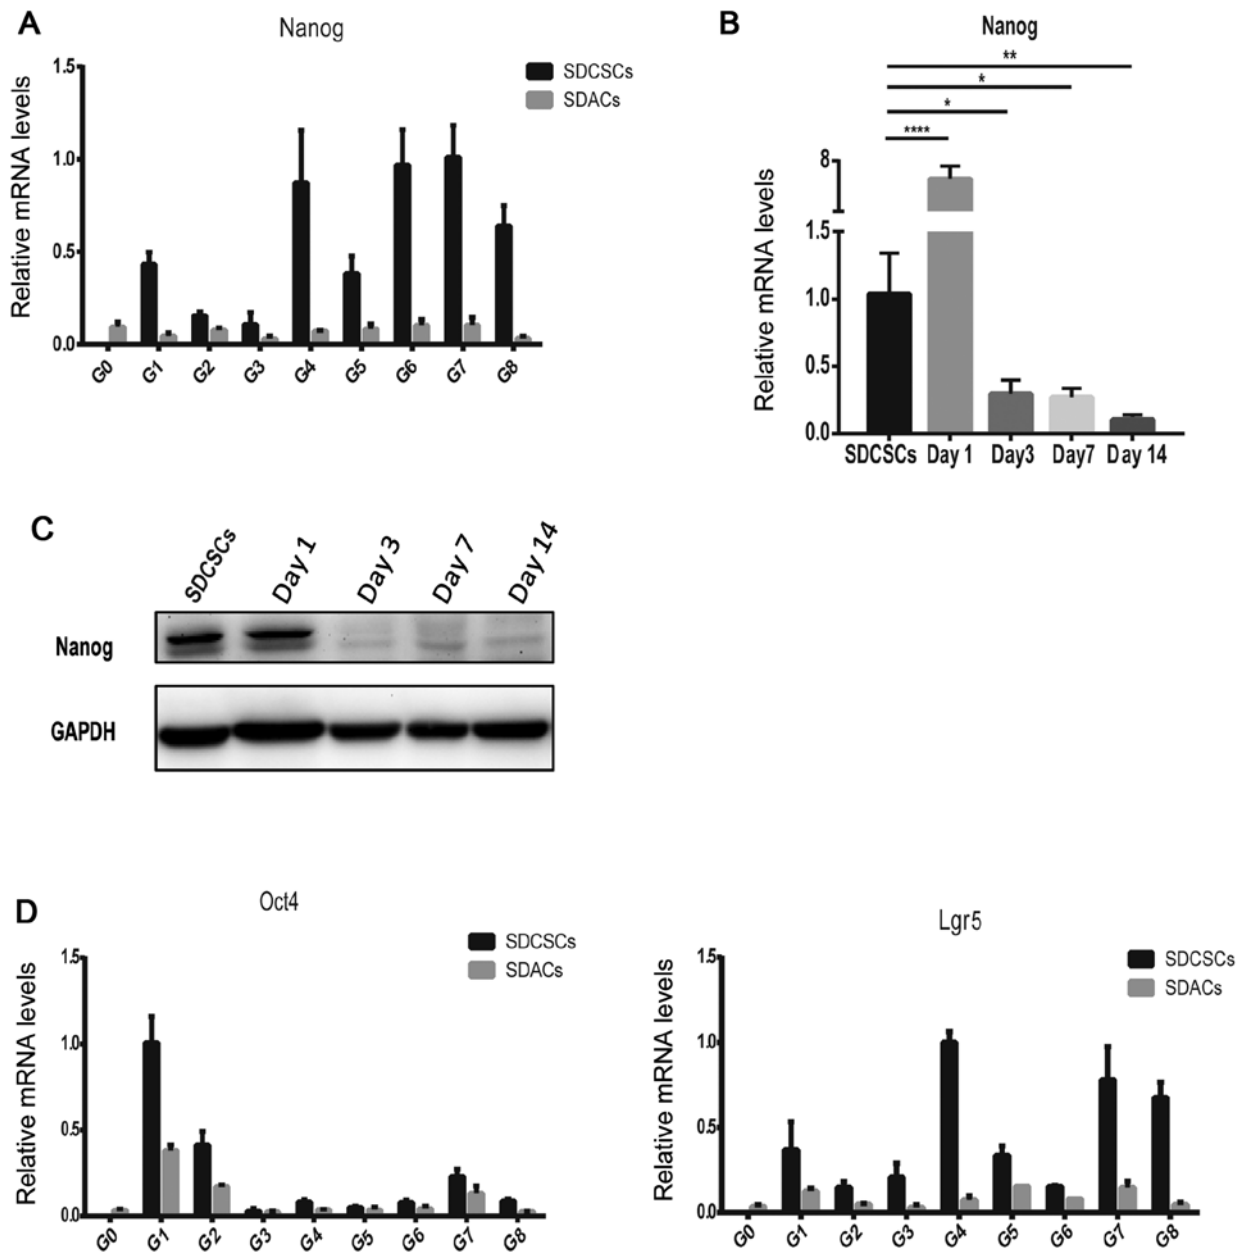 A
Nanog
Relative mRNA levels
1.5
1.0
0.5
0.0
G0 G1 G2 G3 G4 G5 G6 G7 G8
SDCSCs
SDACs
B
Nanog
**
*
*
****
Relative mRNA levels
8
1.5
1.0
0.5
0.0
SDCSCs Day 1 Day3 Day7 Day 14
C
SDCSCs Day 1 Day 3 Day 7 Day 14
Nanog
GAPDH
D
Oct4
Relative mRNA levels
1.5
1.0
0.5
0.0
G0 G1 G2 G3 G4 G5 G6 G7 G8
SDCSCs
SDACs
Lgr5
Relative mRNA levels
1.5
1.0
0.5
0.0
G0 G1 G2 G3 G4 G5 G6 G7 G8
SDCSCs
SDACs